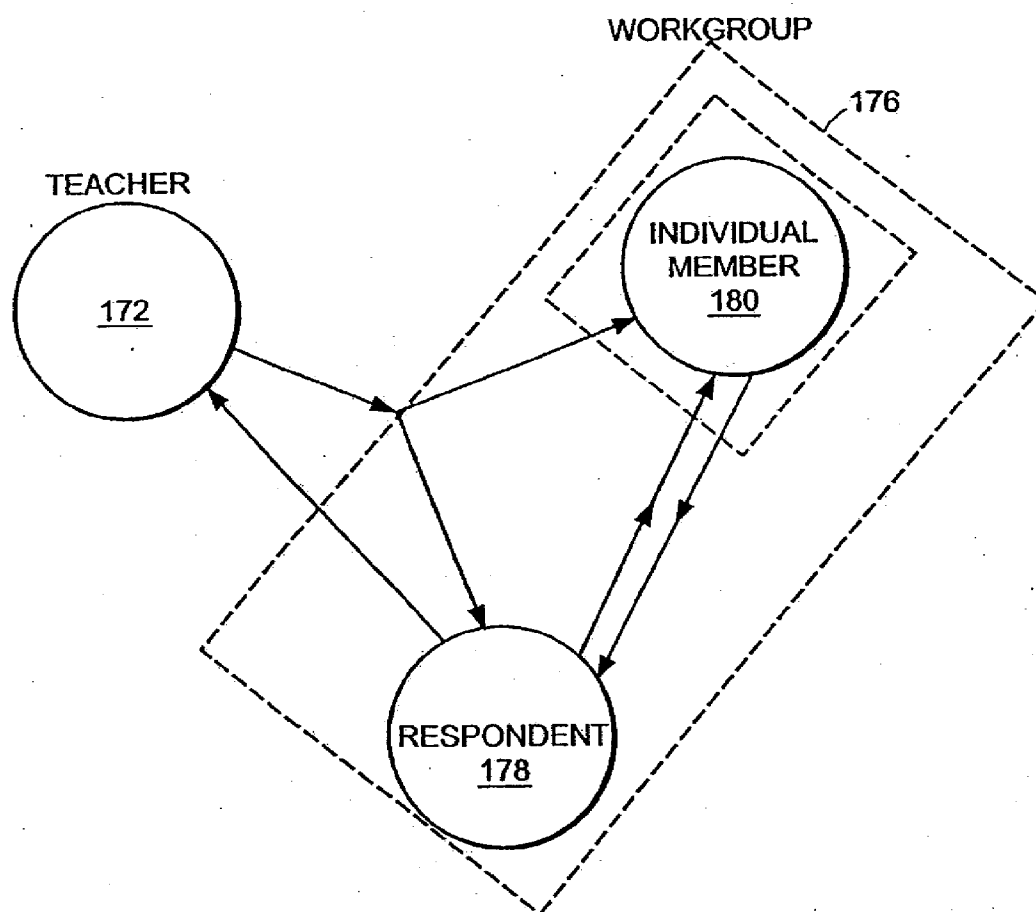 WORKGROUP
176
TEACHER
172
INDIVIDUAL
MEMBER
180
RESPONDENT
178